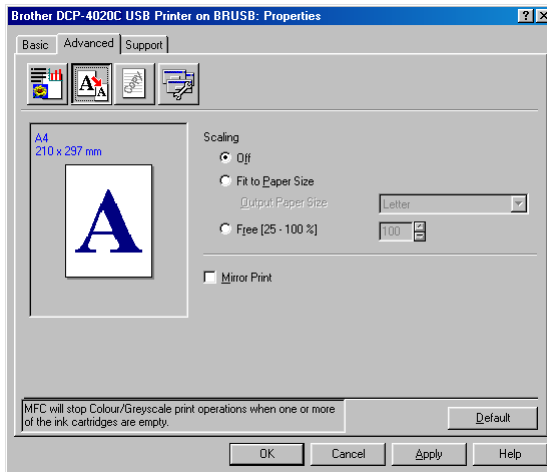 Brother DCP-4020C USB Printer on BRUSB: Properties
Basic Advanced Support
A4
210 x 297 mm
A
Scaling
Off
Fit to Paper Size
Output Paper Size Letter
Free [25 - 100 %] 100
Mirror Print
MFC will stop Colour/Greyscale print operations when one or more
of the ink cartridges are empty.
Default
OK Cancel Apply Help